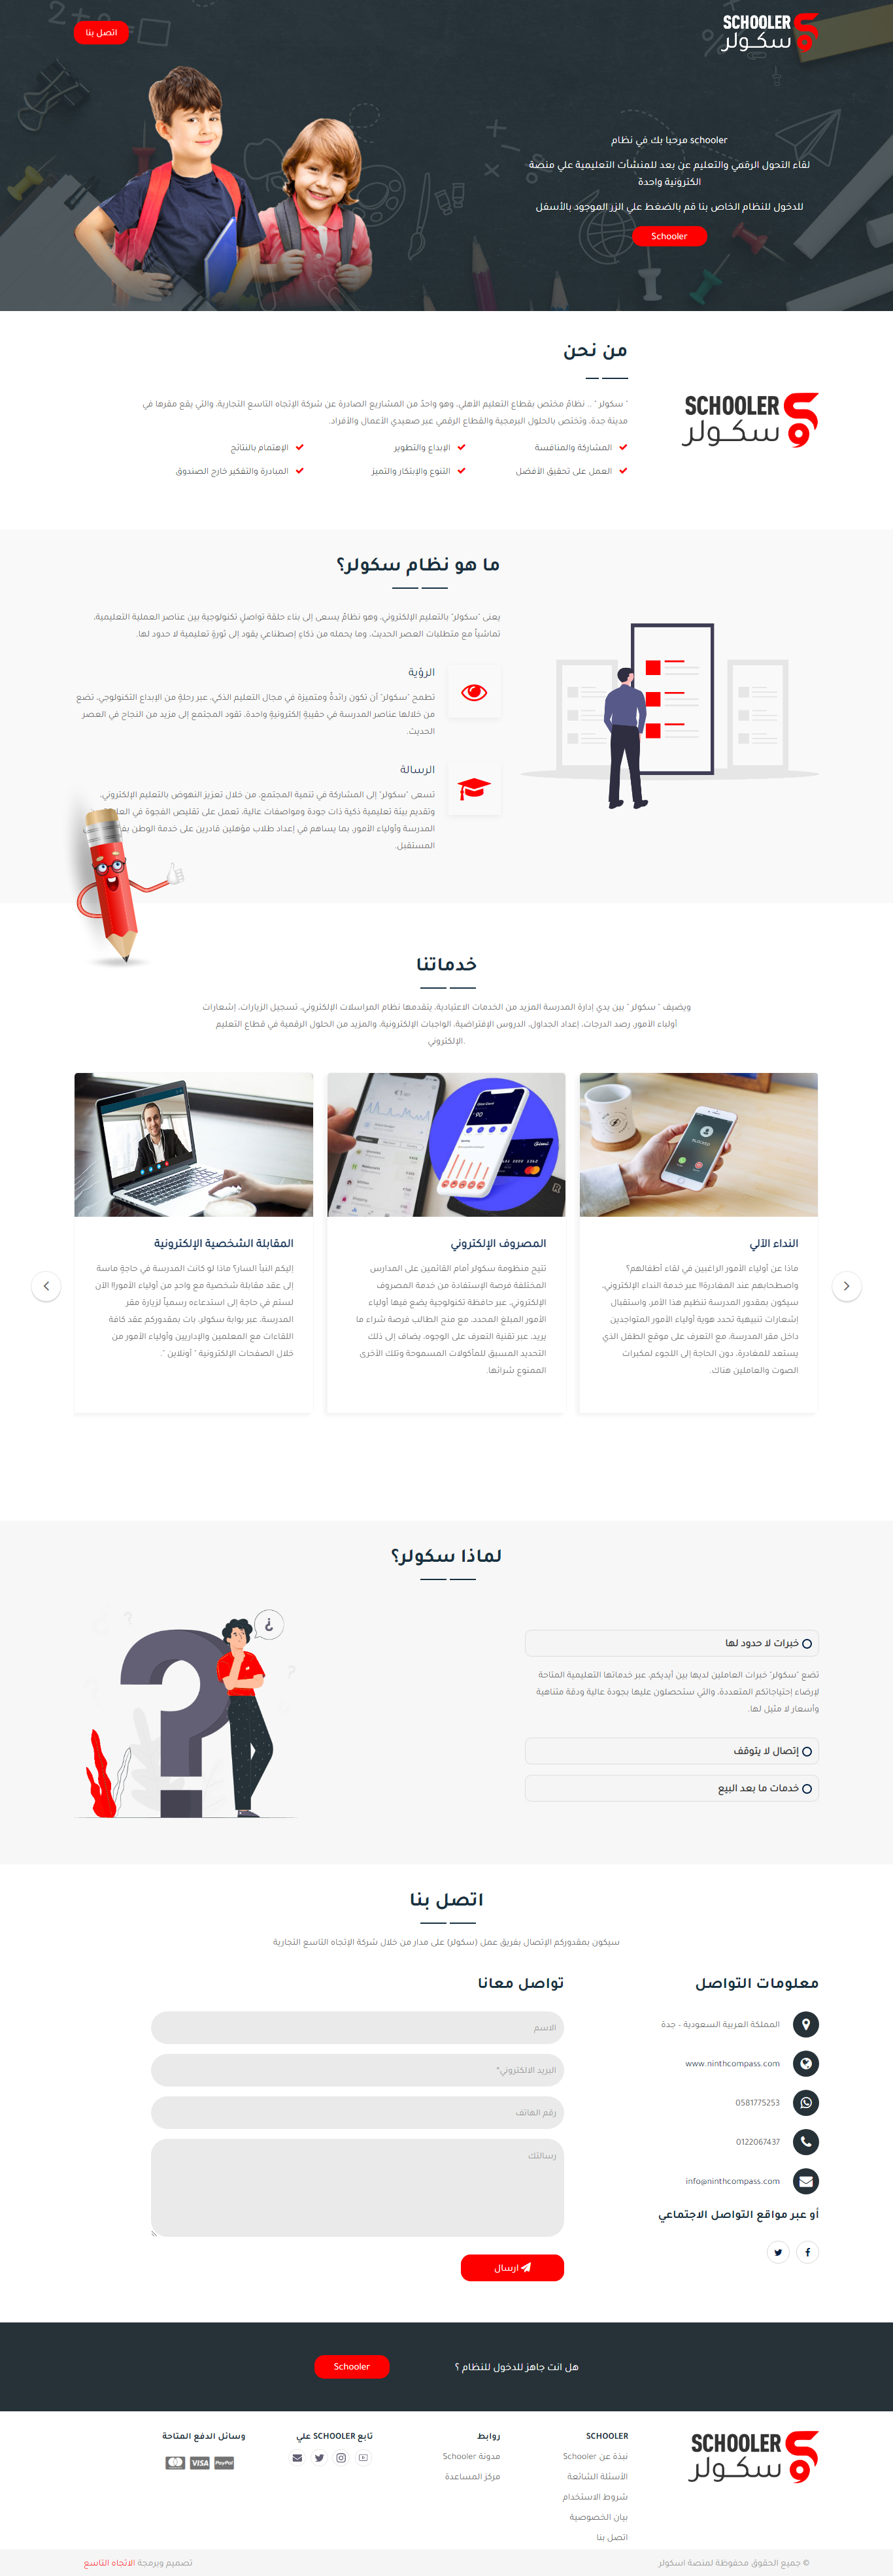 SCHOOLER
سكولر
اتصل بنا
schooler مرحبا بك في نظام
لقاء التحول الرقمي والتعليم عن بعد للمنشآت التعليمية علي منصة
الكترونية واحدة
للدخول للنظام الخاص بنا قم بالضغط علي الزر الموجود بالأسفل
Schooler
من نحن
SCHOOLER
سكولر
" سكولر " .. نظامٌ مختص بقطاع التعليم الأهلي، وهو واحدٌ من المشاريع الصادرة عن شركة الإتجاه التاسع التجارية، والتي يقع مقرها في
مدينة جدة، وتختص بالحلول البرمجية والقطاع الرقمي عبر صعيدي الأعمال والأفراد.
المشاركة والمنافسة
الإبداع والتطوير
الإهتمام بالنتائج
العمل على تحقيق الأفضل
التنوع والإبتكار والتميز
المبادرة والتفكير خارج الصندوق
ما هو نظام سكولر؟
يعنى "سكولر" بالتعليم الإلكتروني، وهو نظامٌ يسعى إلى بناء حلقة تواصلٍ تكنولوجية بين عناصر العملية التعليمية،
تماشياً مع متطلبات العصر الحديث، وما يحمله من ذكاءٍ إصطناعي يقود إلى ثورةٍ تعليمية لا حدود لها.
الرؤية
تطمح "سكولر" أن تكون رائدةٌ ومتميزة في مجال التعليم الذكي، عبر رحلةٍ من الإبداع التكنولوجي، تضع
من خلالها عناصر المدرسة في حقيبةٍ إلكترونيةٍ واحدة، تقود المجتمع إلى مزيد من النجاح في العصر
الحديث.
الرسالة
تسعى "سكولر" إلى المشاركة في تنمية المجتمع، من خلال تعزيز النهوض بالتعليم الإلكتروني،
وتقديم بيئة تعليمية ذكية ذات جودة ومواصفات عالية، تعمل على تقليص الفجوة في
المدرسة وأولياء الأمور، بما يساهم في إعداد طلاب مؤهلين قادرين على خدمة الوطن
المستقبل.
خدماتنا
ويضيف " سكولر " بين يدي إدارة المدرسة المزيد من الخدمات الاعتيادية، يتقدمها نظام المراسلات الإلكتروني، تسجيل الزيارات، إشعارات
أولياء الأمور، رصد الدرجات، إعداد الجداول، الدروس الإفتراضية، الواجبات الإلكترونية، والمزيد من الحلول الرقمية في قطاع التعليم
.الإلكتروني
النداء الآلي
ماذا عن أولياء الأمور الراغبين في لقاء أطفالهم؟
واصطحابهم عند المغادرة!! عبر خدمة النداء الإلكتروني،
سيكون بمقدور المدرسة تنظيم هذا الأمر، واستقبال
إشعارات تنبيهية تحدد هوية أولياء الأمور المتواجدين
داخل مقر المدرسة، مع التعرف على موقع الطفل الذي
يستعد للمغادرة، دون الحاجة إلى اللجوء لمكبرات
الصوت والعاملين هناك.
المصروف الإلكتروني
تتيح منظومة سكولر أمام القائمين على المدارس
المختلفة فرصة الإستفادة من خدمة المصروف
الإلكتروني، عبر حافظة تكنولوجية يضع فيها أولياء
الأمور المبلغ المحدد، مع منح الطالب فرصة شراء ما
يريد، عبر تقنية التعرف على الوجوه، يضاف إلى ذلك
التحديد المسبق للمأكولات المسموحة وتلك الأخرى
الممنوع شرائها.
المقابلة الشخصية الإلكترونية
إليكم النبأ السار؟ ماذا لو كانت المدرسة في حاجةٍ ماسة
إلى عقد مقابلة شخصية مع واحدٍ من أولياء الأمور!! الآن
لستم في حاجة إلى استدعاءه رسمياً لزيارة مقر
المدرسة، عبر بوابة سكولر، بات بمقدوركم عقد كافة
اللقاءات مع المعلمين والإداريين وأولياء الأمور من
خلال الصفحات الإلكترونية " أونلاين ".
لماذا سكولر؟
خبرات لا حدود لها
تضع "سكولر" خبرات العاملين لديها بين أيديكم، عبر خدماتها التعليمية المتاحة
لإرضاء إحتياجاتكم المتعددة، والتي ستحصلون عليها بجودة عالية ودقة متناهية
وأسعار لا مثيل لها.
إتصال لا يتوقف
خدمات ما بعد البيع
اتصل بنا
سيكون بمقدوركم الإتصال بفريق عمل (سكولر) على مدار من خلال شركة الإتجاه التاسع التجارية
معلومات التواصل
المملكة العربية السعودية - جدة
www.ninthcompass.com
0581775253
0122067437
info@ninthcompass.com
أو عبر مواقع التواصل الاجتماعي
تواصل معانا
الاسم
البريد الالكتروني*
رقم الهاتف
رسالتك
ارسال
هل انت جاهز للدخول للنظام ؟
Schooler
SCHOOLER
سكولر
SCHOOLER
نبذة عن Schooler
الأسئلة الشائعة
شروط الاستخدام
بيان الخصوصية
اتصل بنا
روابط
مدونة Schooler
مركز المساعدة
تابع SCHOOLER علي
وسائل الدفع المتاحة
PayPal
VISA
© جميع الحقوق محفوظة لمنصة اسكولر
تصميم وبرمجة الاتجاه التاسع